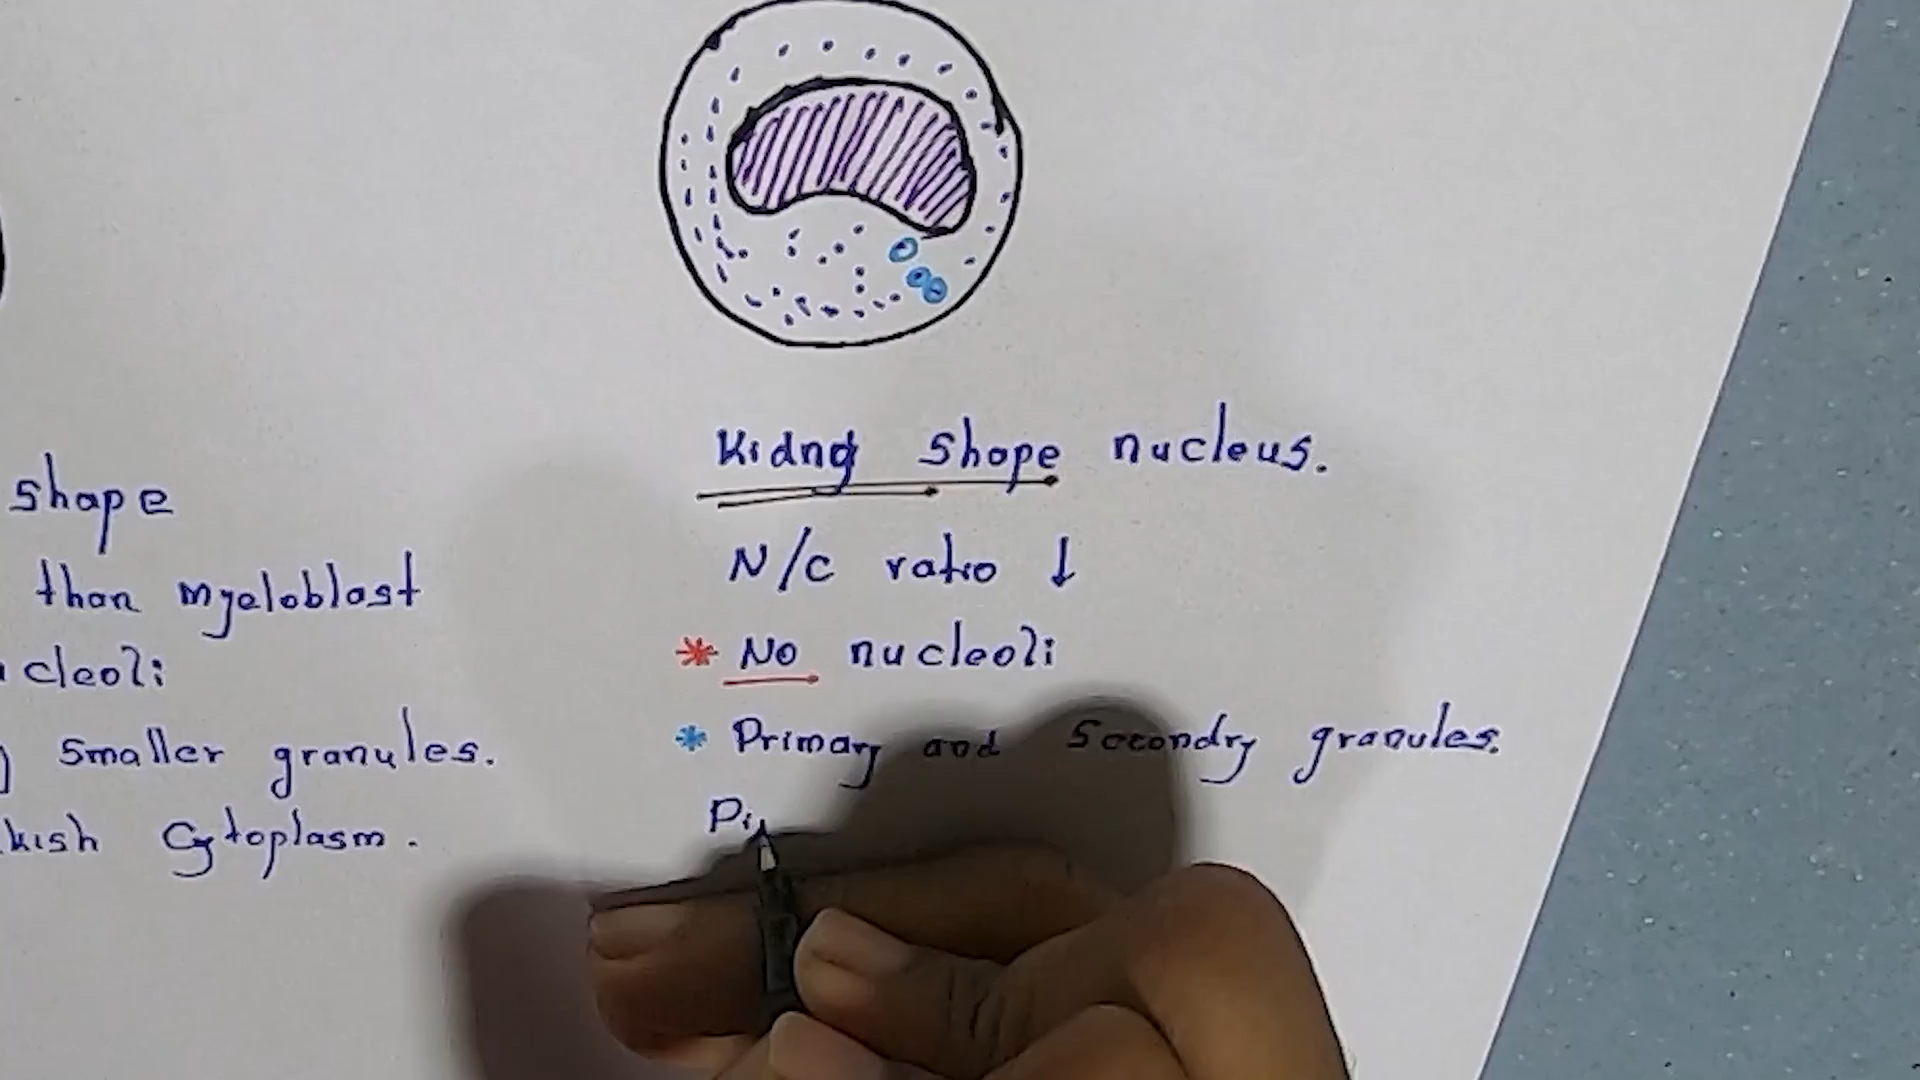 shape
than myeloblast
cleoli
smaller granules.
kish Cytoplasm.
Kidny Shape nucleus.
N/C ratio ↓
* No nucleoli
* Primary and Secondry granules.
Pi